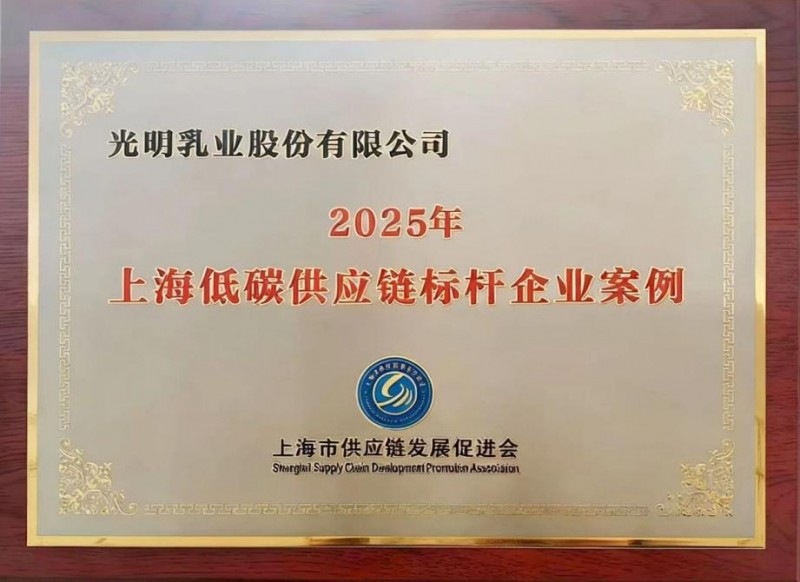 光明乳业股份有限公司
2025年
上海低碳供应链标杆企业案例
上海市供应链发展促进会
Shanghai Supply Chain Development Promotion Association